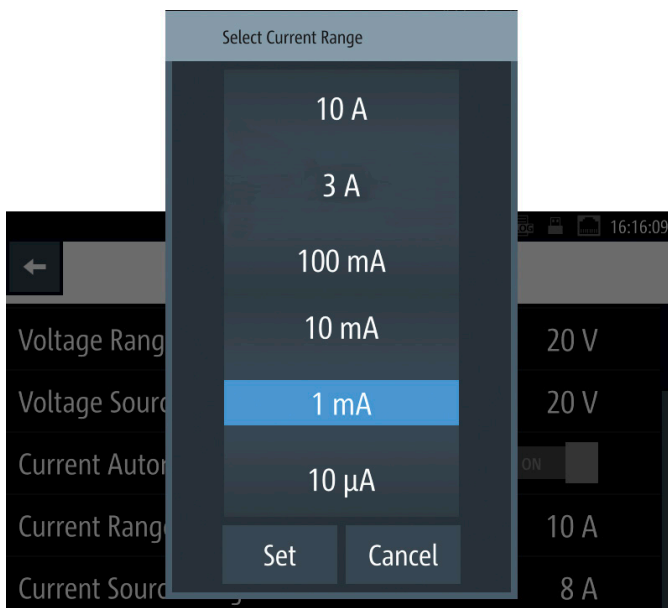 Select Current Range
10 A
3 A
100 mA
10 mA
1 mA
10 µA
Set Cancel
16:16:09
Voltage Rang 20 V
Voltage Sourc 20 V
Current Autor ON
Current Rang 10 A
Current Sourc 8 A